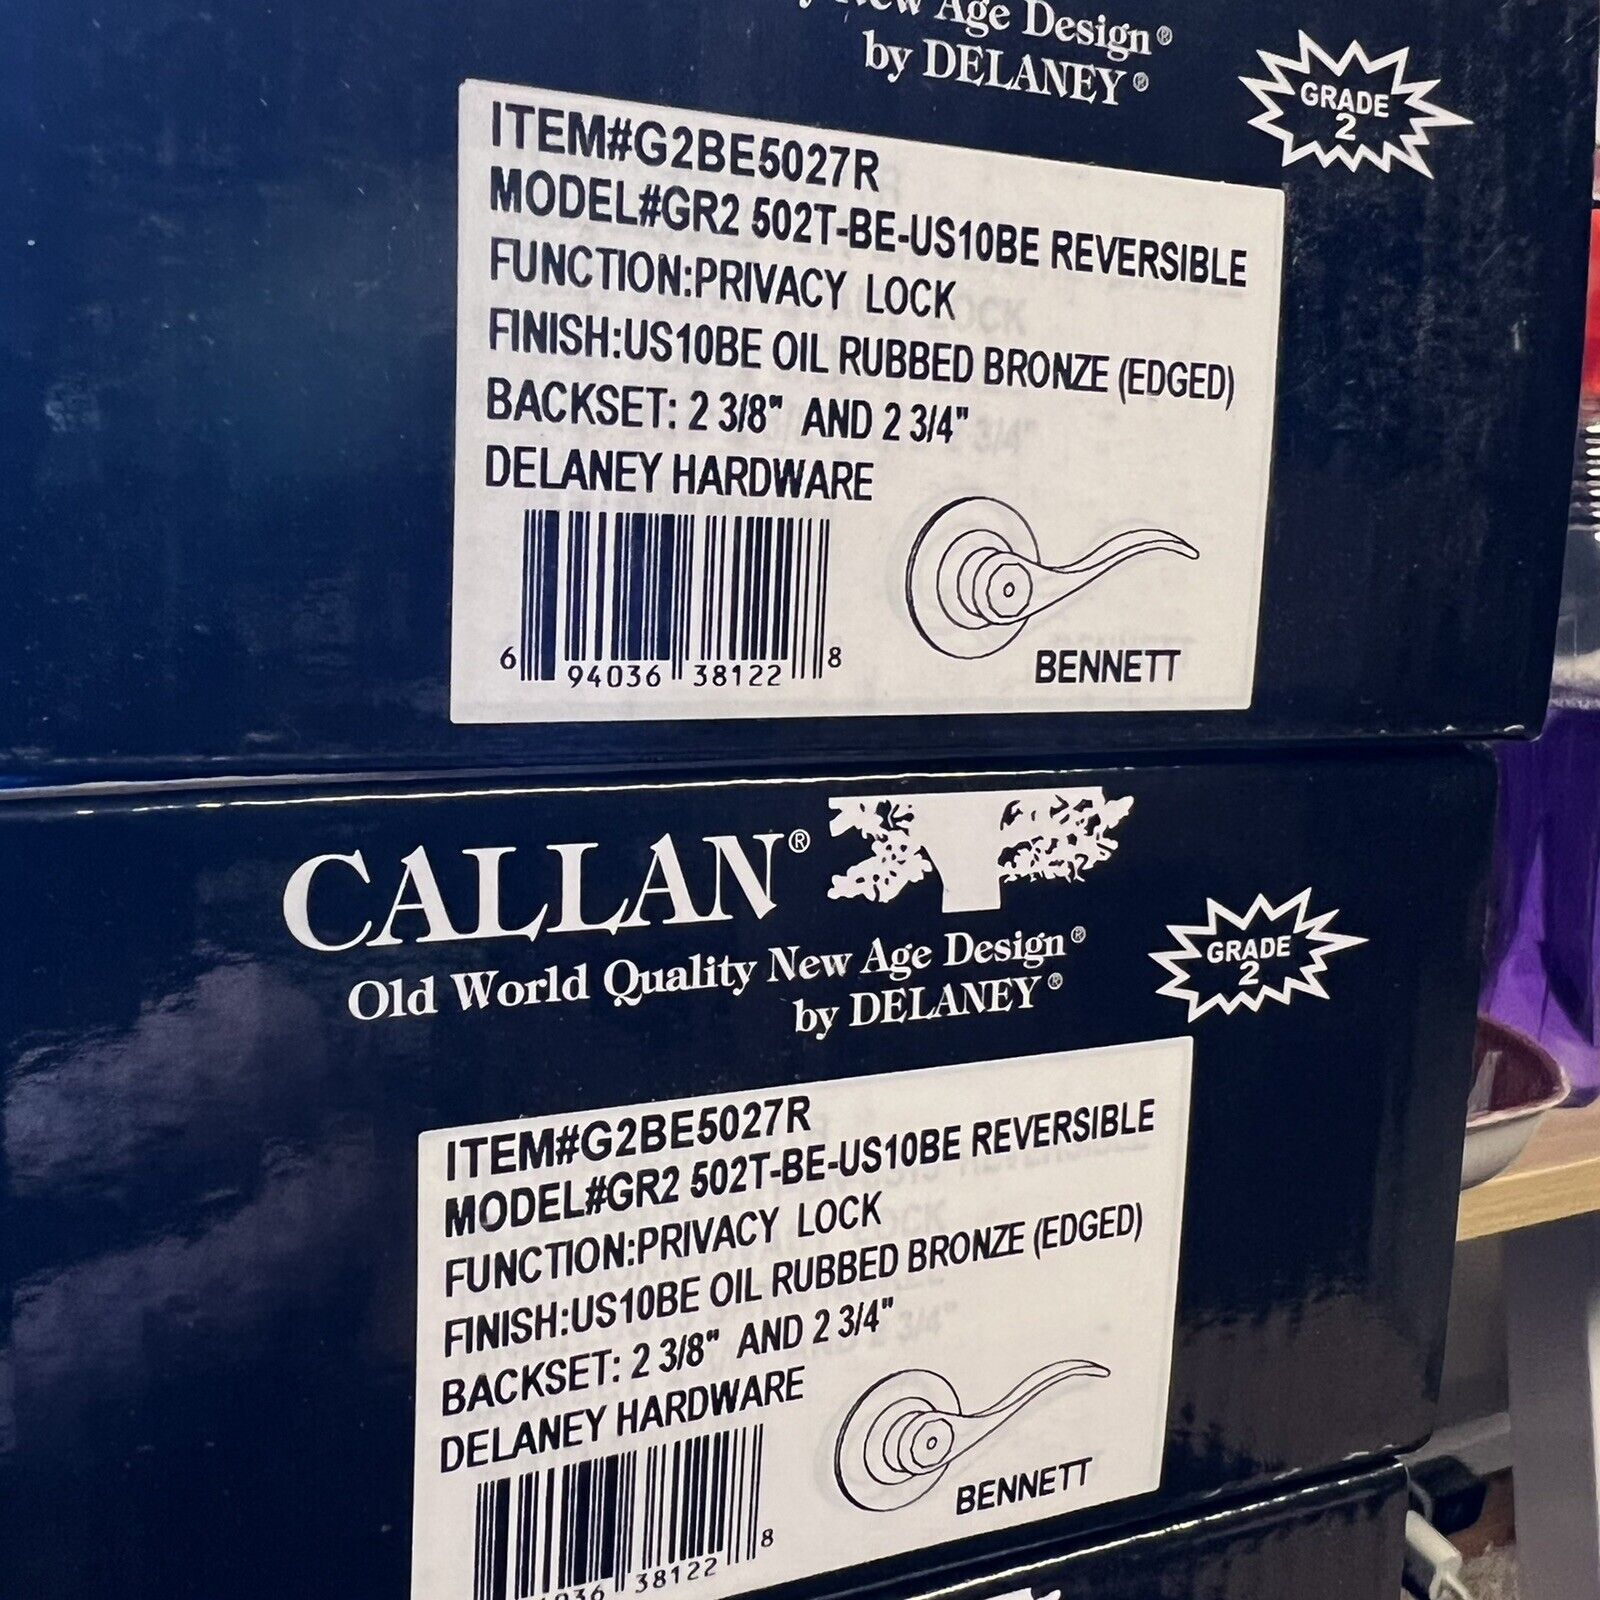 New Age Design®
by DELANEY®
GRADE
2
ITEM#G2BE5027R
MODEL#GR2 502T-BE-US10BE REVERSIBLE
FUNCTION:PRIVACY LOCK
FINISH:US10BE OIL RUBBED BRONZE (EDGED)
BACKSET: 2 3/8" AND 2 3/4"
DELANEY HARDWARE
6 94036 38122 8
BENNETT
CALLAN®
Old World Quality New Age Design®
by DELANEY®
GRADE
2
ITEM#G2BE5027R
MODEL#GR2 502T-BE-US10BE REVERSIBLE
FUNCTION:PRIVACY LOCK
FINISH:US10BE OIL RUBBED BRONZE (EDGED)
BACKSET: 2 3/8" AND 2 3/4"
DELANEY HARDWARE
38122 8
BENNETT